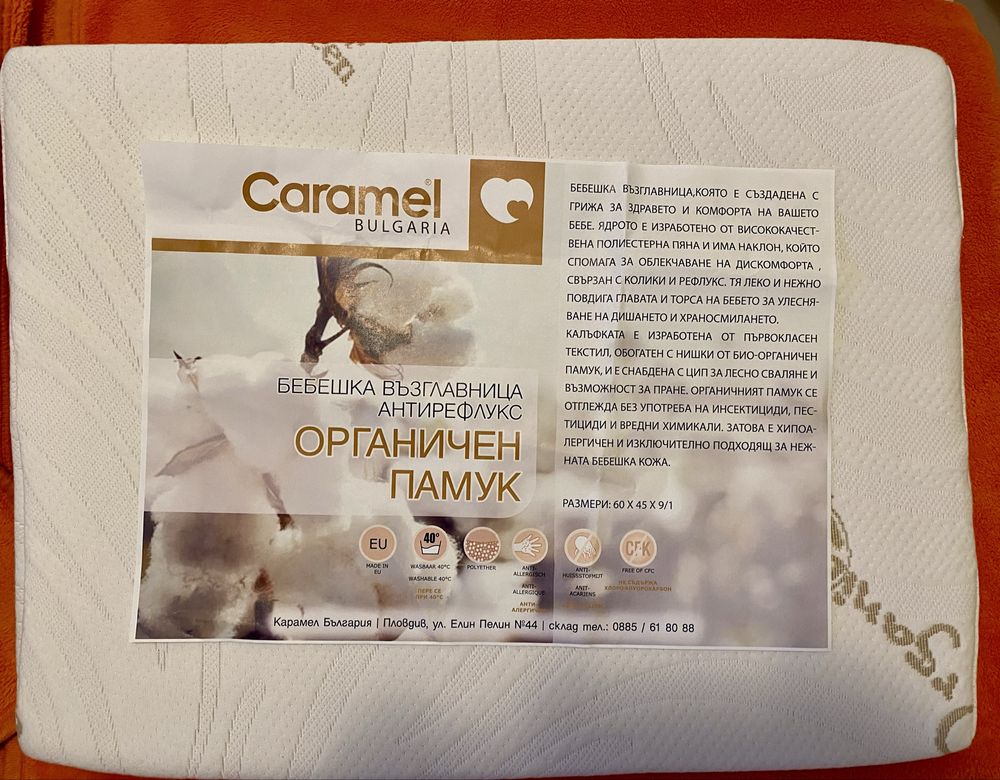 Caramel®
BULGARIA
БЕБЕШКА ВЪЗГЛАВНИЦА
АНТИРЕФЛУКС
ОРГАНИЧЕН
ПАМУК
БЕБЕШКА ВЪЗГЛАВНИЦА,КОЯТО Е СЪЗДАДЕНА С
ГРИЖА ЗА ЗДРАВЕТО И КОМФОРТА НА ВАШЕТО
БЕБЕ. ЯДРОТО Е ИЗРАБОТЕНО ОТ ВИСОКОКАЧЕСТ-
ВЕНА ПОЛИЕСТЕРНА ПЯНА И ИМА НАКЛОН, КОЙТО
СПОМАГА ЗА ОБЛЕКЧАВАНЕ НА ДИСКОМФОРТА ,
СВЪРЗАН С КОЛИКИ И РЕФЛУКС. ТЯ ЛЕКО И НЕЖНО
ПОВДИГА ГЛАВАТА И ТОРСА НА БЕБЕТО ЗА УЛЕСНЯ-
ВАНЕ НА ДИШАНЕТО И ХРАНОСМИЛАНЕТО.
КАЛЪФКАТА Е ИЗРАБОТЕНА ОТ ПЪРВОКЛАСЕН
ТЕКСТИЛ, ОБОГАТЕН С НИШКИ ОТ БИО-ОРГАНИЧЕН
ПАМУК, И Е СНАБДЕНА С ЦИП ЗА ЛЕСНО СВАЛЯНЕ И
ВЪЗМОЖНОСТ ЗА ПРАНЕ. ОРГАНИЧНИЯТ ПАМУК СЕ
ОТГЛЕЖДА БЕЗ УПОТРЕБА НА ИНСЕКТИЦИДИ, ПЕС-
ТИЦИДИ И ВРЕДНИ ХИМИКАЛИ. ЗАТОВА Е ХИПОА-
ЛЕРГИЧЕН И ИЗКЛЮЧИТЕЛНО ПОДХОДЯЩ ЗА НЕЖ-
НАТА БЕБЕШКА КОЖА.
РАЗМЕРИ: 60 X 45 X 9/1
EU
MADE IN
EU
40°
WASBAAR 40°C
WASHABLE 40°C
ПЕРЕ СЕ
ПРИ 40°C
POLYETHER
ANTI-
ALLERGISCH
ANTI-
ALLERGIQUE
АНТИ-
ANTI-
HUISSSTOFMIJT
ANIT-
ACARIENS
CFK
FREE OF CFC
НЕ СЪДЪРЖА
ХЛОРОФЛУОРОКАРБОН
Карамел България | Пловдив, ул. Елин Пелин №44 | склад тел.: 0885 / 61 80 88